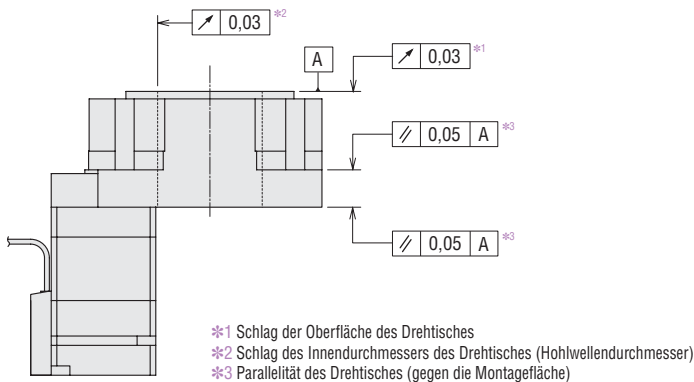 ↗ 0,03 *2
A
↗ 0,03 *1
⫽ 0,05 A *3
⫽ 0,05 A *3
*1 Schlag der Oberfläche des Drehtisches
*2 Schlag des Innendurchmessers des Drehtisches (Hohlwellendurchmesser)
*3 Parallelität des Drehtisches (gegen die Montagefläche)